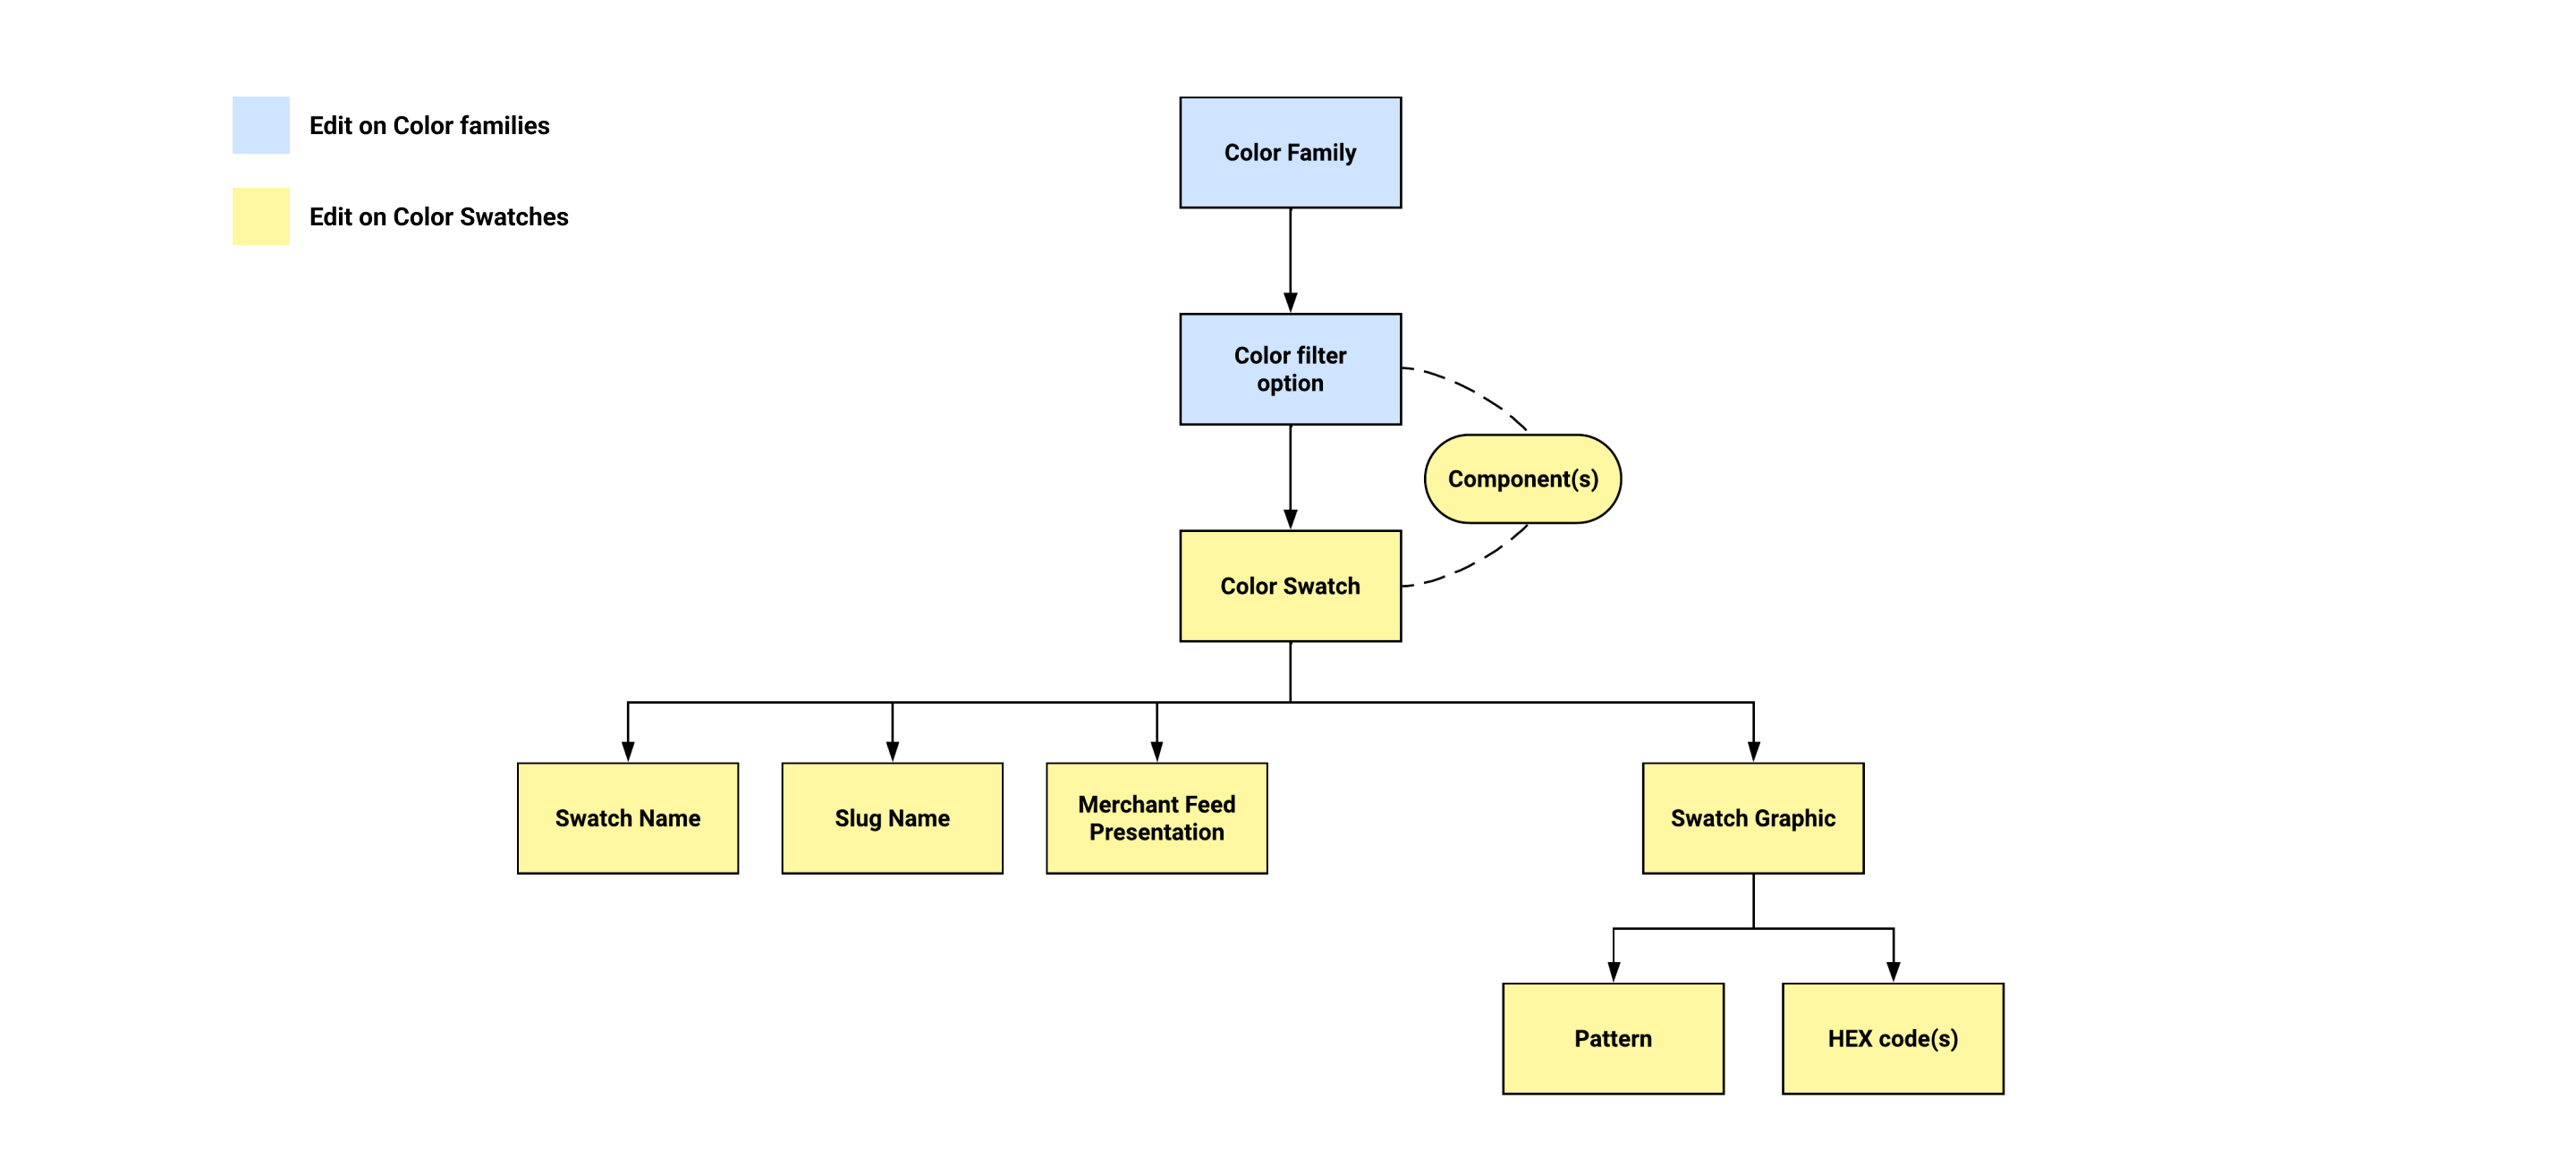 Edit on Color families
Edit on Color Swatches
Color Family
Color filter
option
Component(s)
Color Swatch
Swatch Name
Slug Name
Merchant Feed
Presentation
Swatch Graphic
Pattern
HEX code(s)